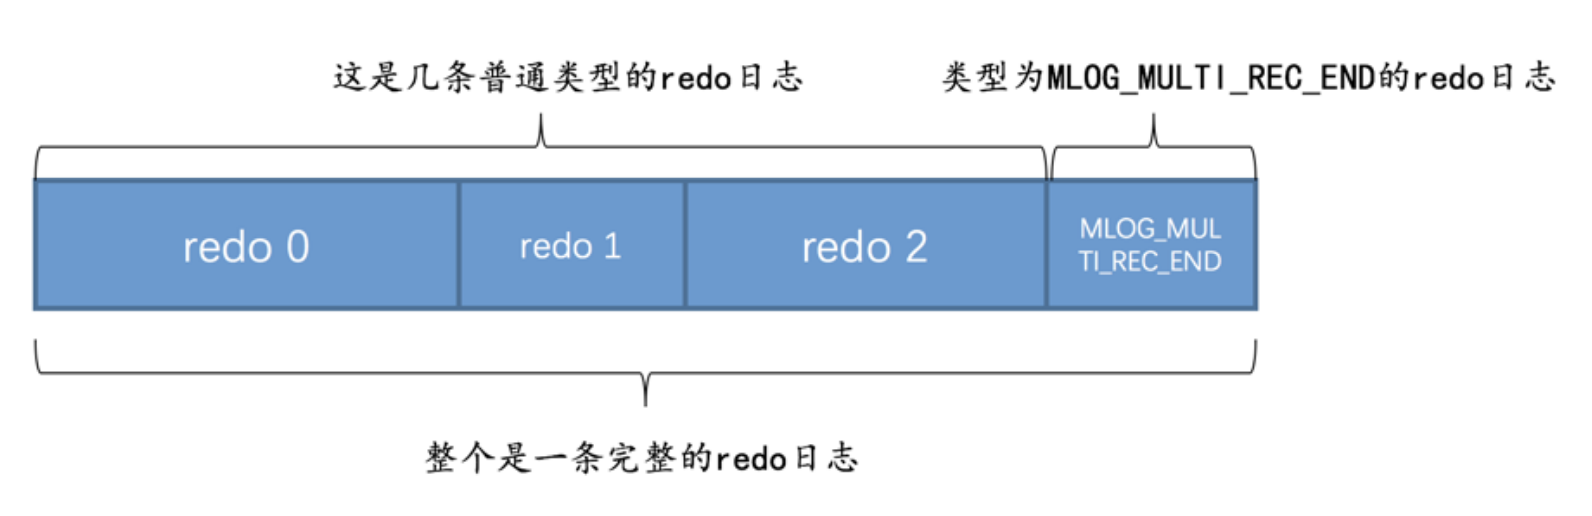 这是几条普通类型的redo日志
类型为MLOG_MULTI_REC_END的redo日志
redo 0
redo 1
redo 2
MLOG_MUL
TI_REC_END
整个是一条完整的redo日志